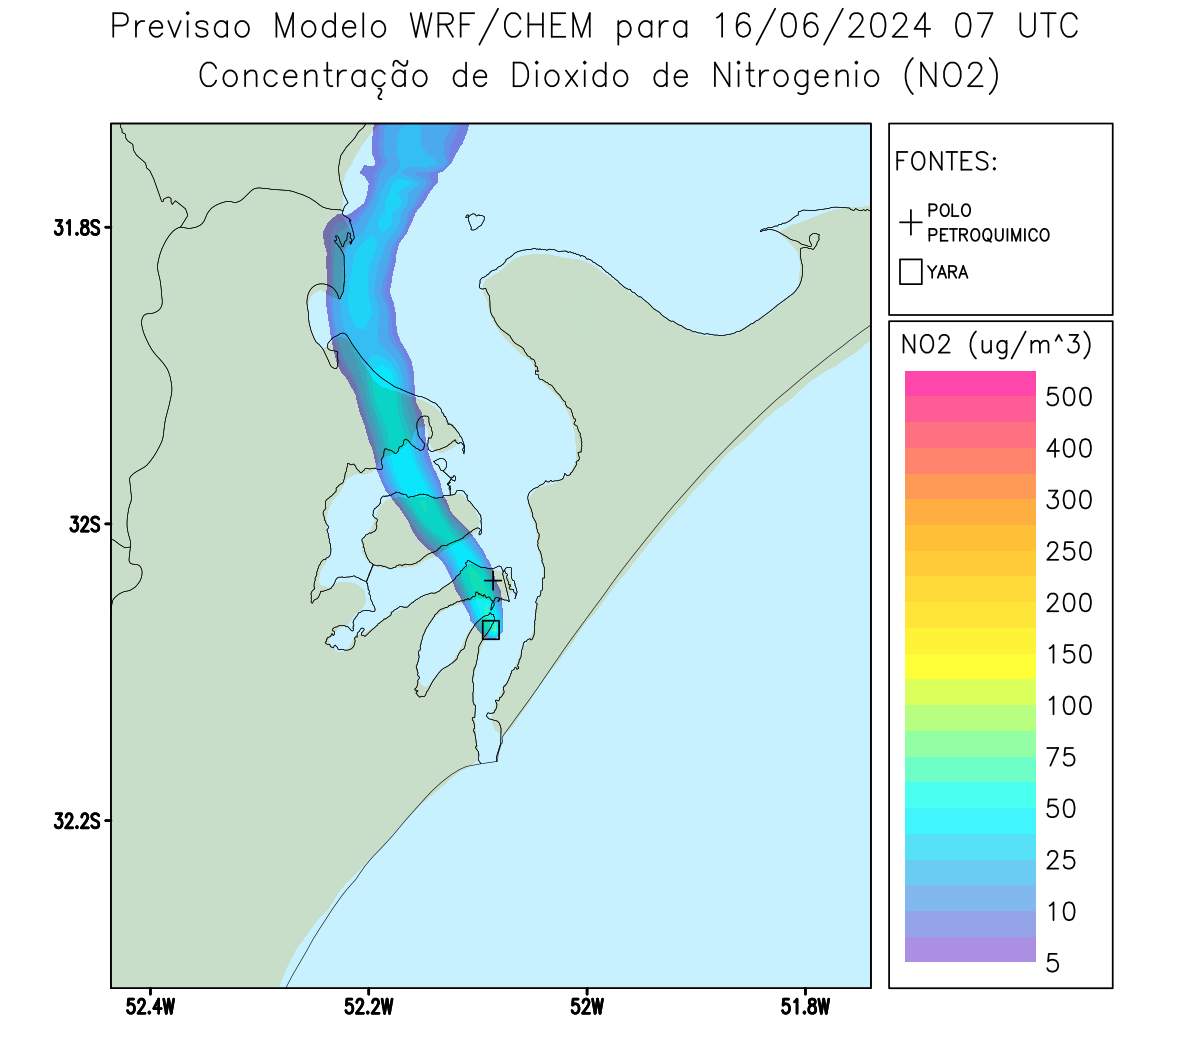 Previsao Modelo WRF/CHEM para 16/06/2024 07 UTC
Concentração de Dioxido de Nitrogenio (NO2)
FONTES:
POLO
PETROQUIMICO
YARA
NO2 (ug/m^3)
500
400
300
250
200
150
100
75
50
25
10
5
31.8S
32S
32.2S
52.4W
52.2W
52W
51.8W